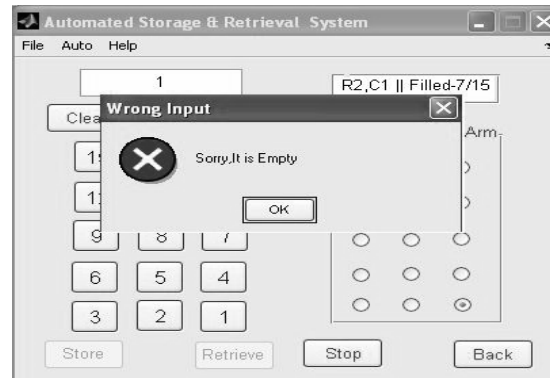 Automated Storage & Retrieval System
File Auto Help
1
R2,C1 || Filled-7/15
Wrong Input
Arm
Sorry,It is Empty
OK
9 8 7
6 5 4
3 2 1
Store Retrieve Stop Back